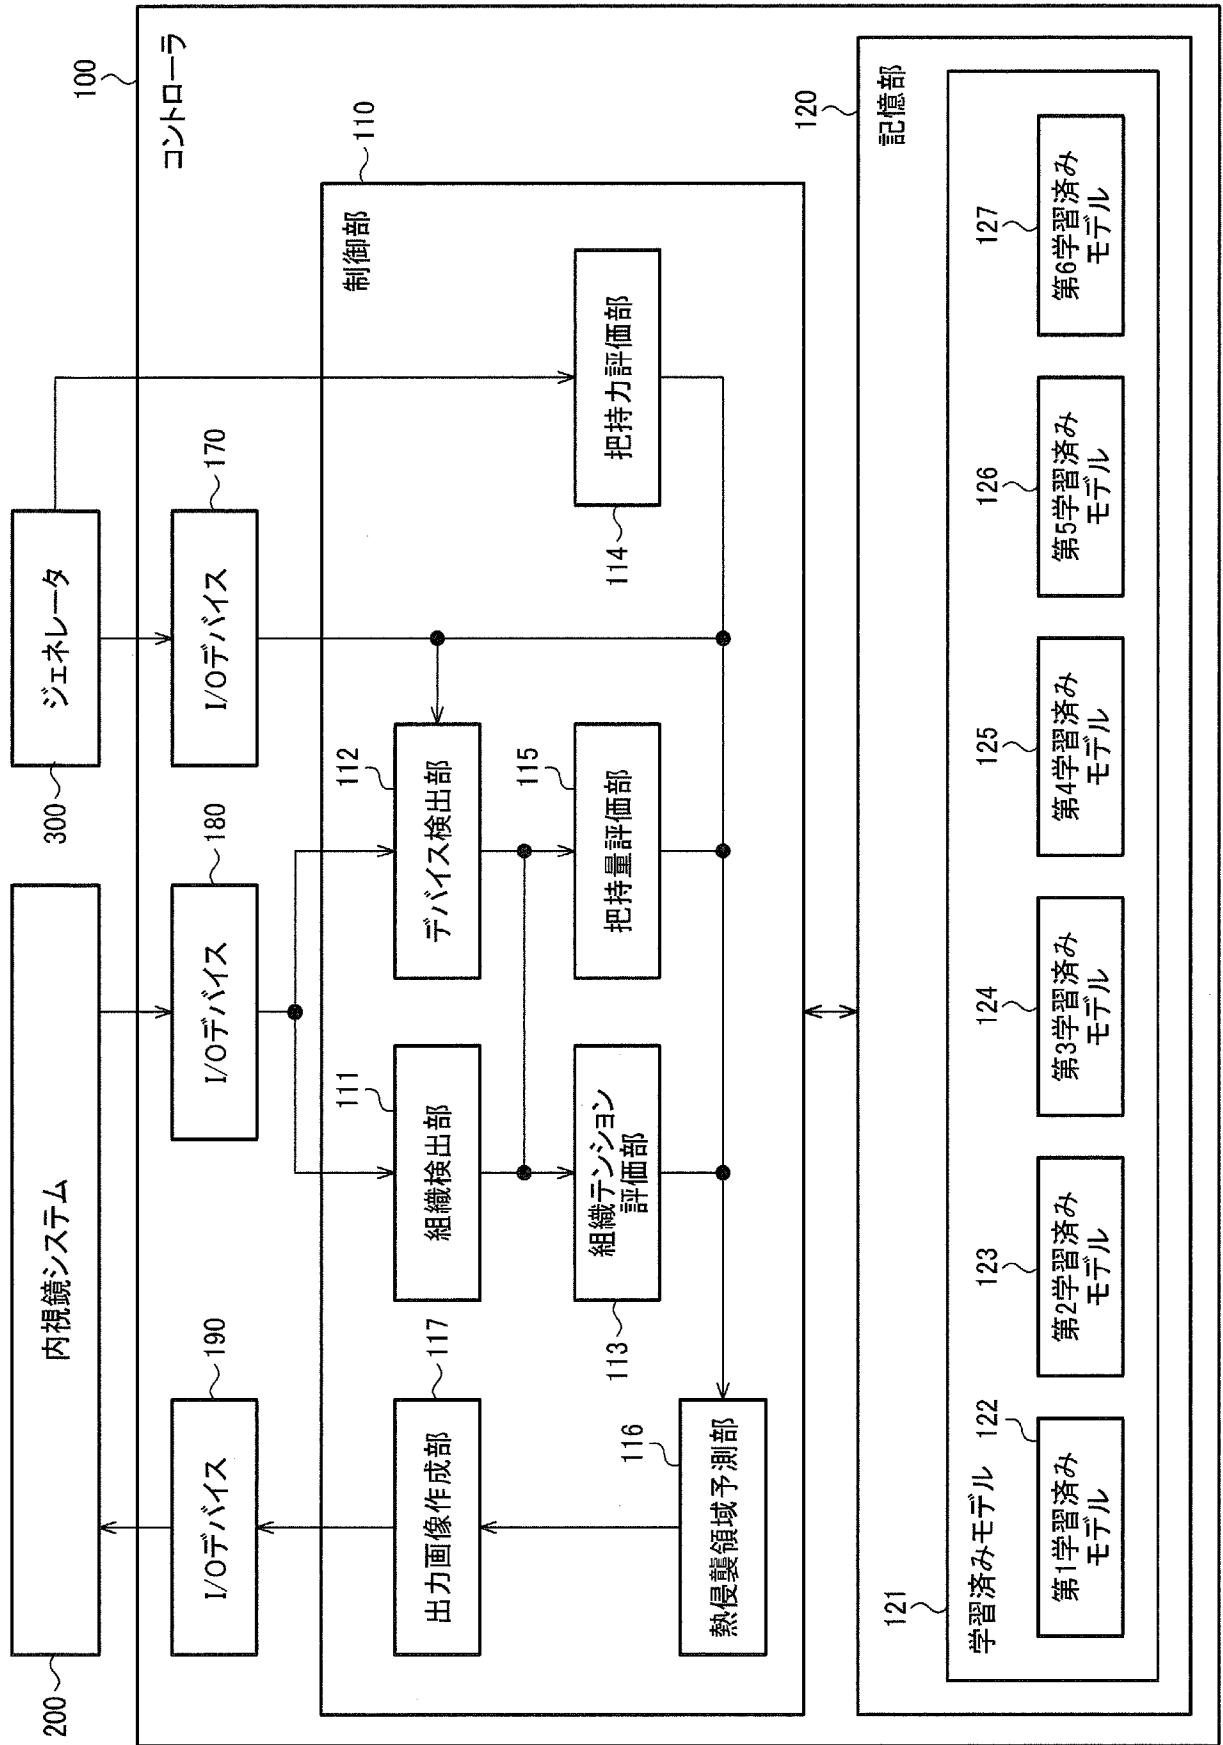 200
内視鏡システム
300
ジェネレータ
100
コントローラ
190
I/Oデバイス
180
I/Oデバイス
170
I/Oデバイス
110
制御部
117
出力画像作成部
111
組織検出部
112
デバイス検出部
113
組織テンション
評価部
115
把持量評価部
114
把持力評価部
116
熱侵襲領域予測部
120
記憶部
121
学習済みモデル
122
第1学習済み
モデル
123
第2学習済み
モデル
124
第3学習済み
モデル
125
第4学習済み
モデル
126
第5学習済み
モデル
127
第6学習済み
モデル